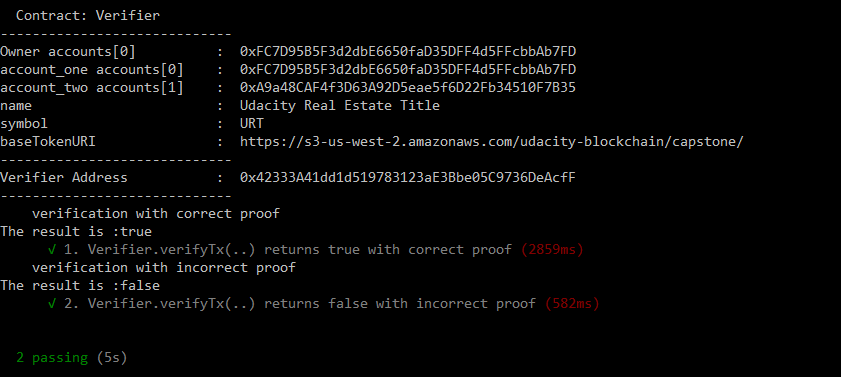 Contract: Verifier
-----------------------------
Owner accounts[0]          :  0xFC7D95B5F3d2dbE6650faD35DFF4d5FFcbbAb7FD
account_one accounts[0]    :  0xFC7D95B5F3d2dbE6650faD35DFF4d5FFcbbAb7FD
account_two accounts[1]    :  0xA9a48CAF4f3D63A92D5eae5f6D22Fb34510F7B35
name                       :  Udacity Real Estate Title
symbol                     :  URT
baseTokenURI               :  https://s3-us-west-2.amazonaws.com/udacity-blockchain/capstone/
-----------------------------
Verifier Address           :  0x42333A41dd1d519783123aE3Bbe05C9736DeAcfF
-----------------------------
verification with correct proof
The result is :true
√ 1. Verifier.verifyTx(..) returns true with correct proof (2859ms)
verification with incorrect proof
The result is :false
√ 2. Verifier.verifyTx(..) returns false with incorrect proof (582ms)
2 passing (5s)